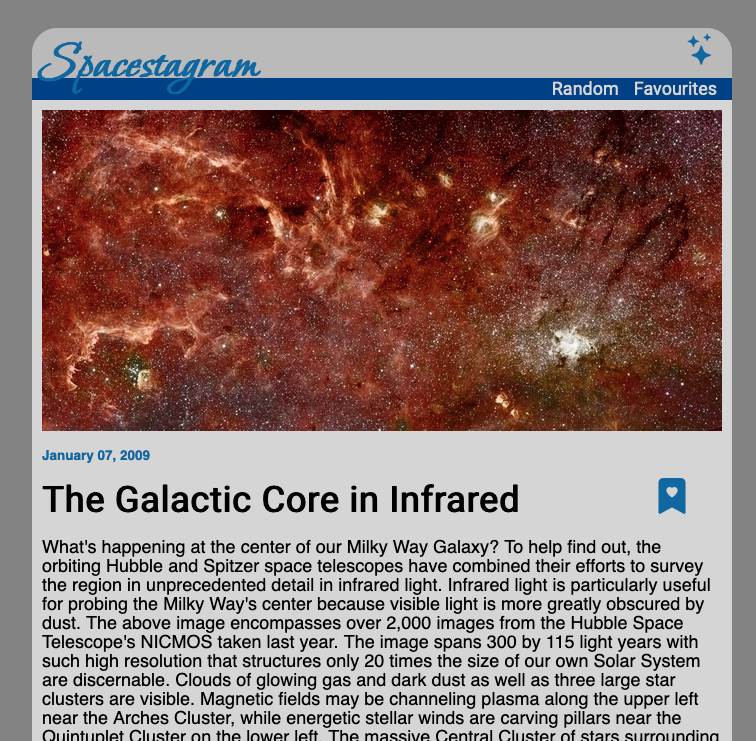 Spacestagram
Random Favourites
January 07, 2009
The Galactic Core in Infrared
What's happening at the center of our Milky Way Galaxy? To help find out, the
orbiting Hubble and Spitzer space telescopes have combined their efforts to survey
the region in unprecedented detail in infrared light. Infrared light is particularly useful
for probing the Milky Way's center because visible light is more greatly obscured by
dust. The above image encompasses over 2,000 images from the Hubble Space
Telescope's NICMOS taken last year. The image spans 300 by 115 light years with
such high resolution that structures only 20 times the size of our own Solar System
are discernable. Clouds of glowing gas and dark dust as well as three large star
clusters are visible. Magnetic fields may be channeling plasma along the upper left
near the Arches Cluster, while energetic stellar winds are carving pillars near the
Quintuplet Cluster on the lower left. The massive Central Cluster of stars surrounding